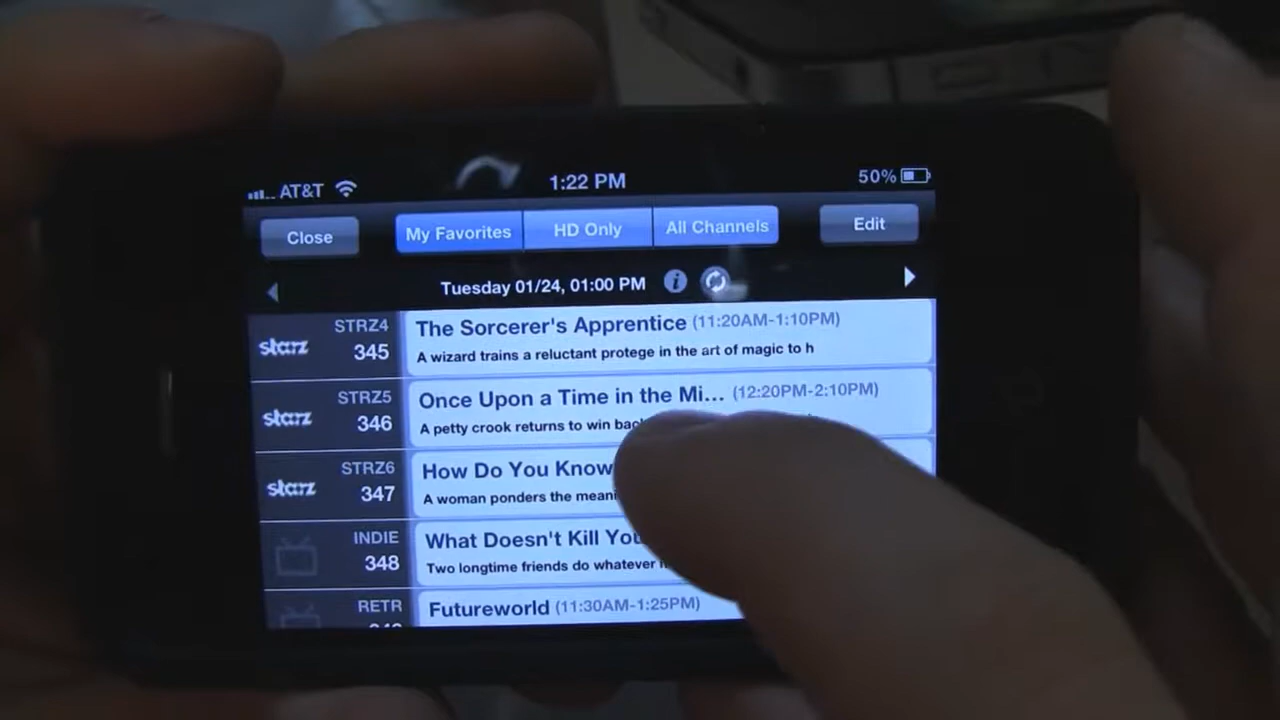 AT&T 1:22 PM 50%
Close My Favorites HD Only All Channels Edit
Tuesday 01/24, 01:00 PM i
starz STRZ4 345 The Sorcerer's Apprentice (11:20AM-1:10PM)
A wizard trains a reluctant protege in the art of magic to h
starz STRZ5 346 Once Upon a Time in the Mi... (12:20PM-2:10PM)
A petty crook returns to win
starz STRZ6 347 How Do You Know
A woman ponders the
INDIE 348 What Doesn't Kill You
Two longtime friends do whatever
RETR Futureworld (11:30AM-1:25PM)